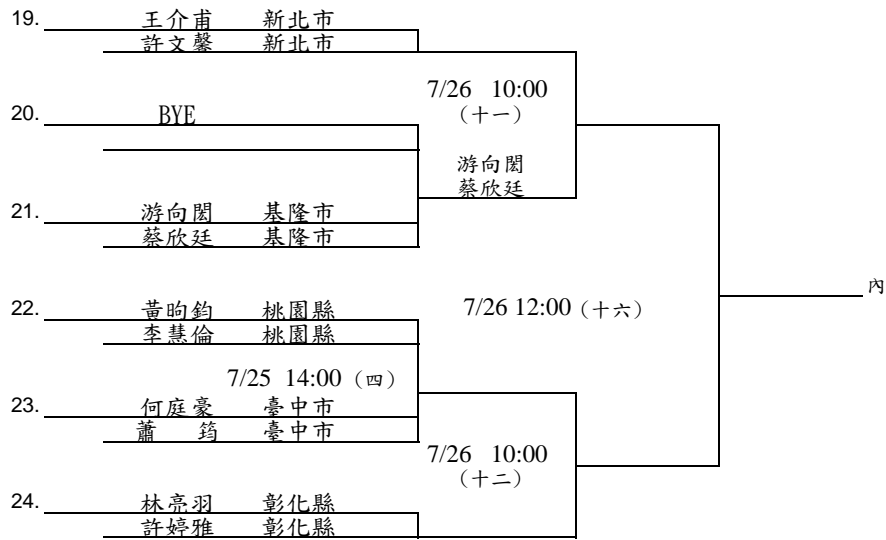 19. 王介甫 新北市
許文馨 新北市
7/26 10:00
(十一)
20. BYE
游向閎
蔡欣廷
21. 游向閎 基隆市
蔡欣廷 基隆市
22. 黃昫鈞 桃園縣
李慧倫 桃園縣
7/26 12:00 (十六)
內
7/25 14:00 (四)
23. 何庭豪 臺中市
蕭 筠 臺中市
7/26 10:00
(十二)
24. 林亮羽 彰化縣
許婷雅 彰化縣